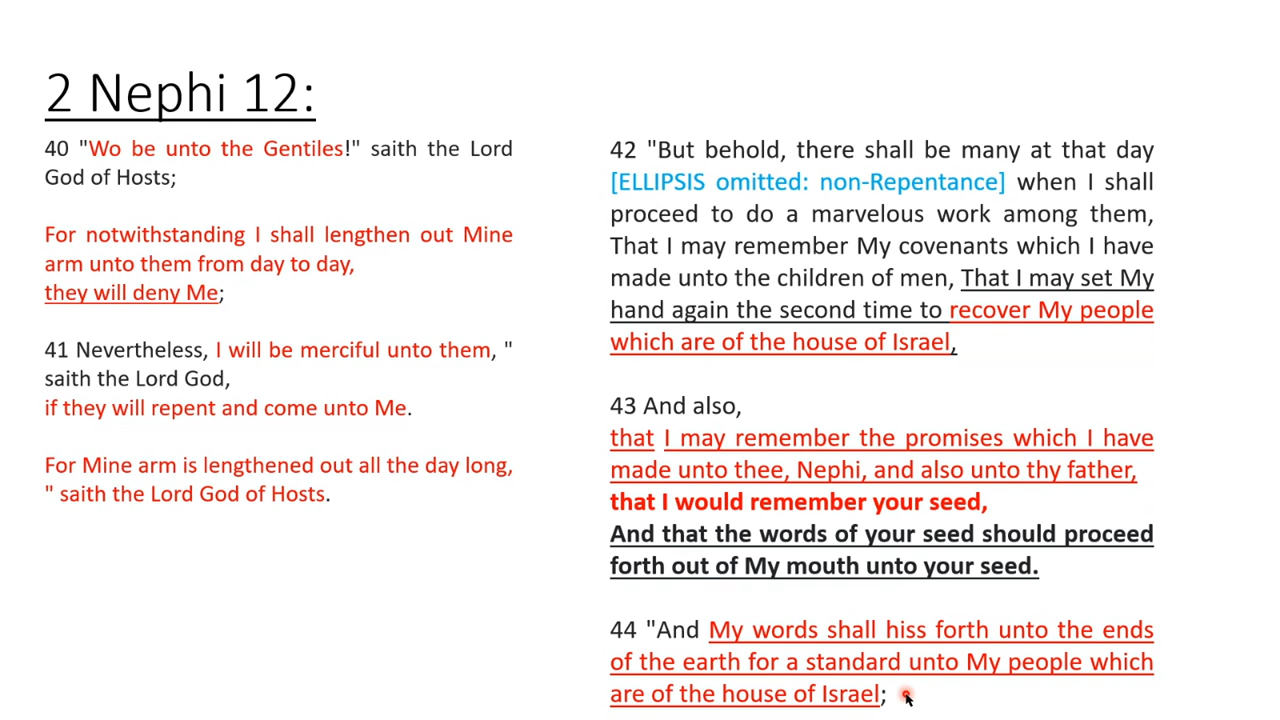 2 Nephi 12:
40 "Wo be unto the Gentiles!" saith the Lord
God of Hosts;
For notwithstanding I shall lengthen out Mine
arm unto them from day to day,
they will deny Me;
41 Nevertheless, I will be merciful unto them, "
saith the Lord God,
if they will repent and come unto Me.
For Mine arm is lengthened out all the day long,
" saith the Lord God of Hosts.
42 "But behold, there shall be many at that day
[ELLIPSIS omitted: non-Repentance] when I shall
proceed to do a marvelous work among them,
That I may remember My covenants which I have
made unto the children of men, That I may set My
hand again the second time to recover My people
which are of the house of Israel,
43 And also,
that I may remember the promises which I have
made unto thee, Nephi, and also unto thy father,
that I would remember your seed,
And that the words of your seed should proceed
forth out of My mouth unto your seed.
44 "And My words shall hiss forth unto the ends
of the earth for a standard unto My people which
are of the house of Israel;